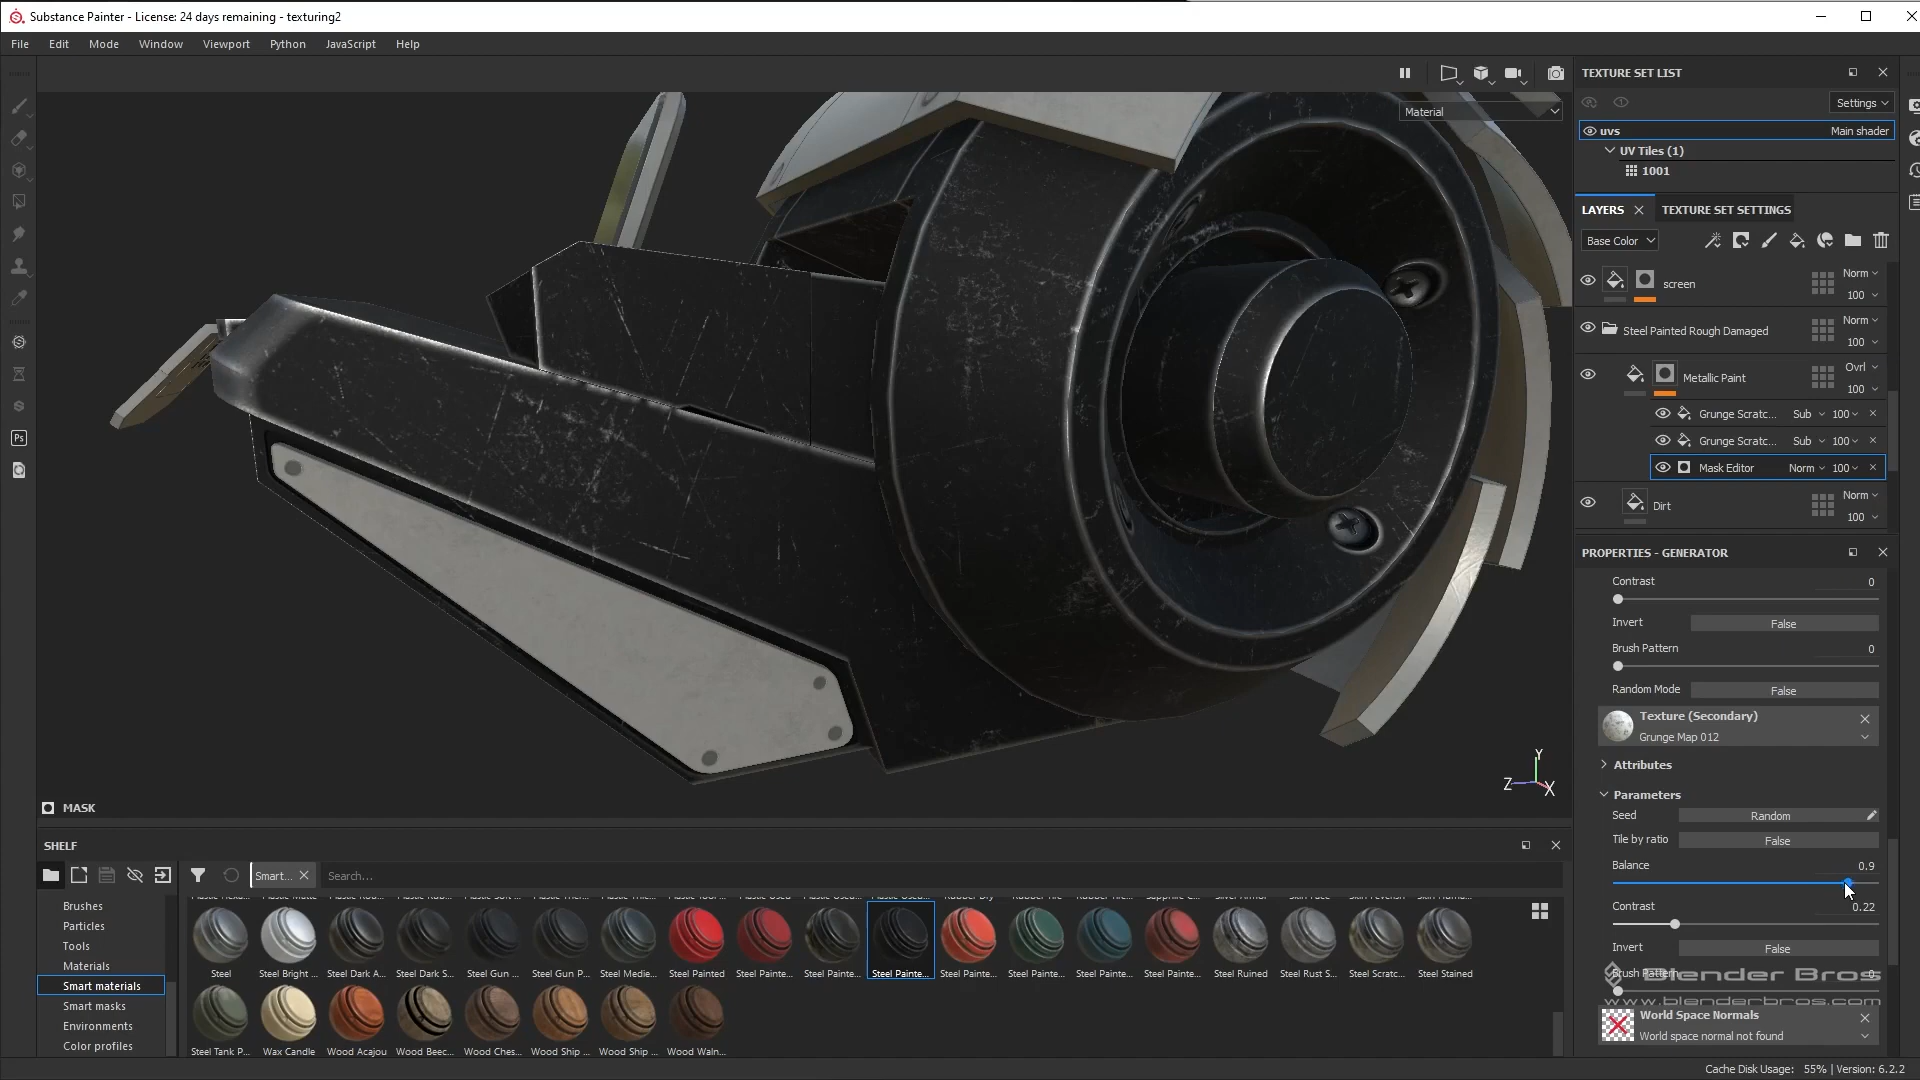 Substance Painter - License: 24 days remaining - texturing2
File Edit Mode Window Viewport Python JavaScript Help
Material
TEXTURE SET LIST
Settings
uvs Main shader
UV Tiles (1)
1001
LAYERS TEXTURE SET SETTINGS
Base Color
screen Norm 100
Steel Painted Rough Damaged Norm 100
Metallic Paint Ovrl 100
Grunge Scratc... Sub 100
Grunge Scratc... Sub 100
Mask Editor Norm 100
Dirt Norm 100
PROPERTIES - GENERATOR
Contrast 0
Invert False
Brush Pattern 0
Random Mode False
Texture (Secondary)
Grunge Map 012
Attributes
Parameters
Seed Random
Tile by ratio False
Balance 0.9
Contrast 0.22
Invert False
Brush Pattern 0
Blender Bros
www.blenderbros.com
World Space Normals
World space normal not found
Z Y X
MASK
SHELF
Smart... Search...
Brushes
Particles
Tools
Materials
Smart materials
Smart masks
Environments
Color profiles
Steel Steel Bright ... Steel Dark A... Steel Dark S... Steel Gun ... Steel Gun P... Steel Medie... Steel Painted Steel Painte... Steel Painte... Steel Painte... Steel Painte... Steel Painte... Steel Painte... Steel Painte... Steel Ruined Steel Rust S... Steel Scratc... Steel Stained
Steel Tank P... Wax Candle Wood Acajou Wood Beec... Wood Ches... Wood Ship ... Wood Ship ... Wood Waln...
Cache Disk Usage: 55% | Version: 6.2.2
Ps